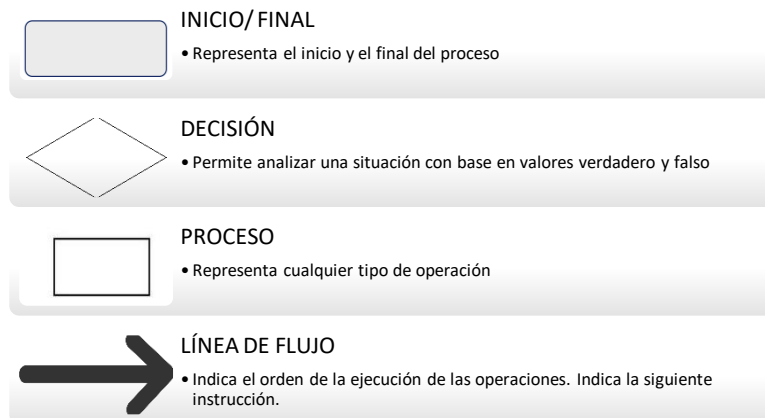 INICIO/ FINAL
• Representa el inicio y el final del proceso
DECISIÓN
• Permite analizar una situación con base en valores verdadero y falso
PROCESO
• Representa cualquier tipo de operación
LÍNEA DE FLUJO
• Indica el orden de la ejecución de las operaciones. Indica la siguiente
instrucción.